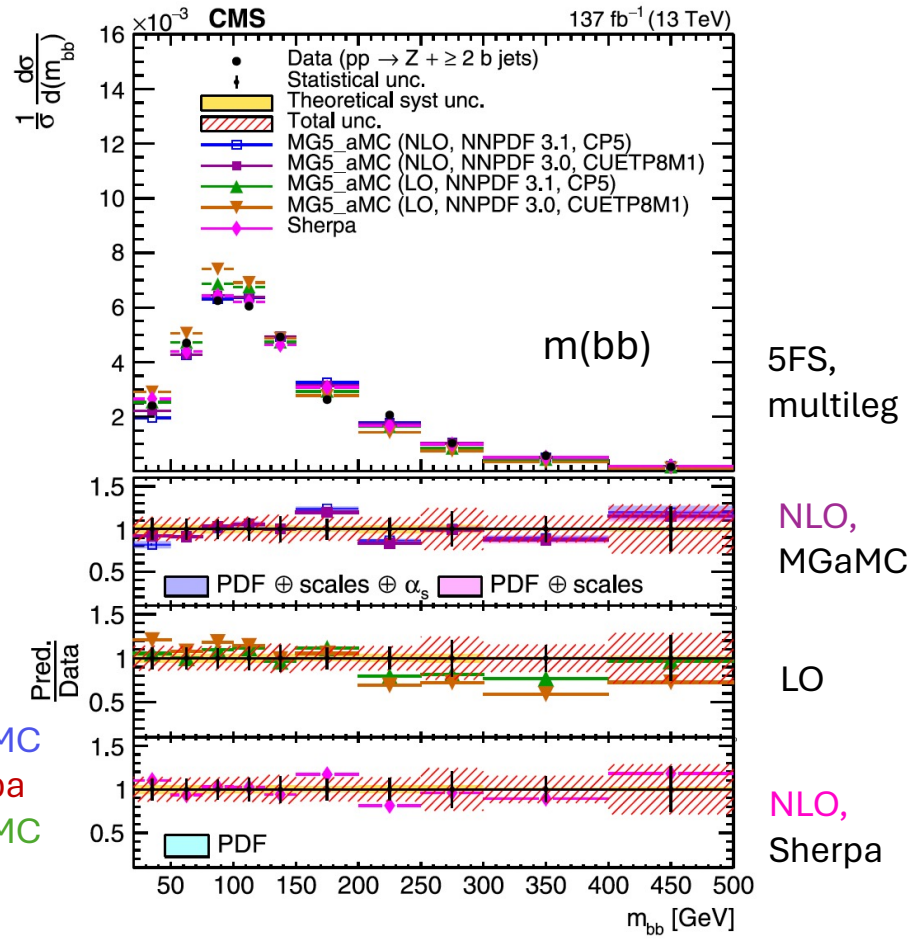 CMS 137 fb⁻¹ (13 TeV)
×10⁻³
1/σ dσ/d(m_bb)
16
14
12
10
8
6
4
2
Data (pp → Z + ≥ 2 b jets)
Statistical unc.
Theoretical syst unc.
Total unc.
MG5_aMC (NLO, NNPDF 3.1, CP5)
MG5_aMC (NLO, NNPDF 3.0, CUETP8M1)
MG5_aMC (LO, NNPDF 3.1, CP5)
MG5_aMC (LO, NNPDF 3.0, CUETP8M1)
Sherpa
m(bb)
5FS,
multileg
1.5
1
0.5
PDF ⊕ scales ⊕ αₛ PDF ⊕ scales
NLO,
MGaMC
Pred.
Data
1.5
1
0.5
LO
MC
pa
MC
1.5
1
0.5
PDF
NLO,
Sherpa
50 100 150 200 250 300 350 400 450 500
m_bb [GeV]